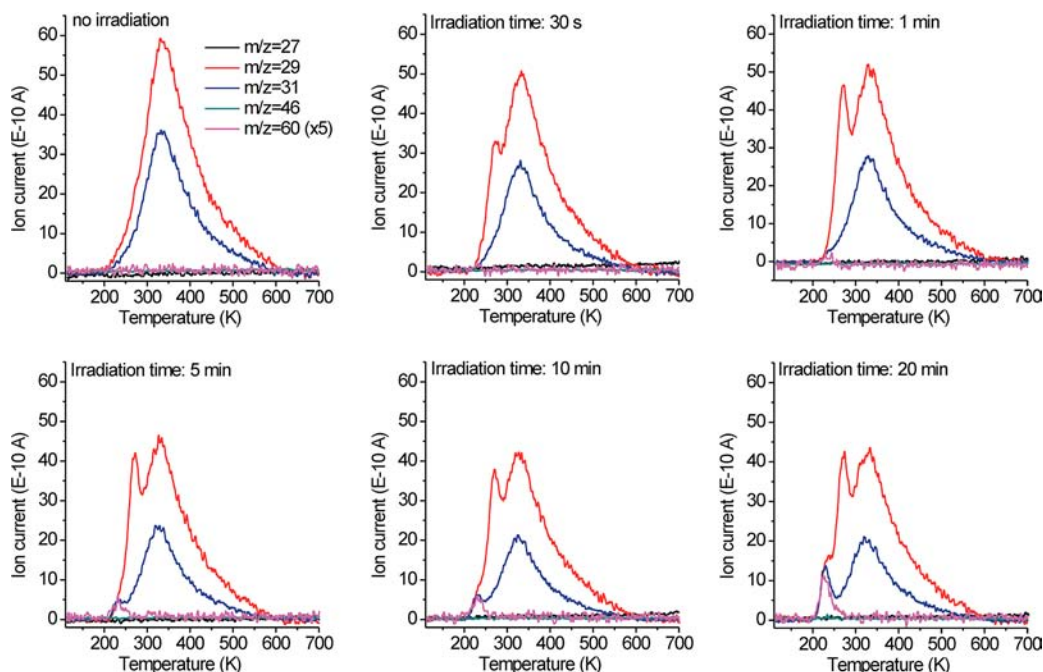 no irradiation
m/z=27
m/z=29
m/z=31
m/z=46
m/z=60 (x5)
Ion current (E-10 A)
60
50
40
30
20
10
0
200 300 400 500 600 700
Temperature (K)
Irradiation time: 30 s
Ion current (E-10 A)
60
50
40
30
20
10
0
200 300 400 500 600 700
Temperature (K)
Irradiation time: 1 min
Ion current (E-10 A)
60
50
40
30
20
10
0
200 300 400 500 600 700
Temperature (K)
Irradiation time: 5 min
Ion current (E-10 A)
60
50
40
30
20
10
0
200 300 400 500 600 700
Temperature (K)
Irradiation time: 10 min
Ion current (E-10 A)
60
50
40
30
20
10
0
200 300 400 500 600 700
Temperature (K)
Irradiation time: 20 min
Ion current (E-10 A)
60
50
40
30
20
10
0
200 300 400 500 600 700
Temperature (K)